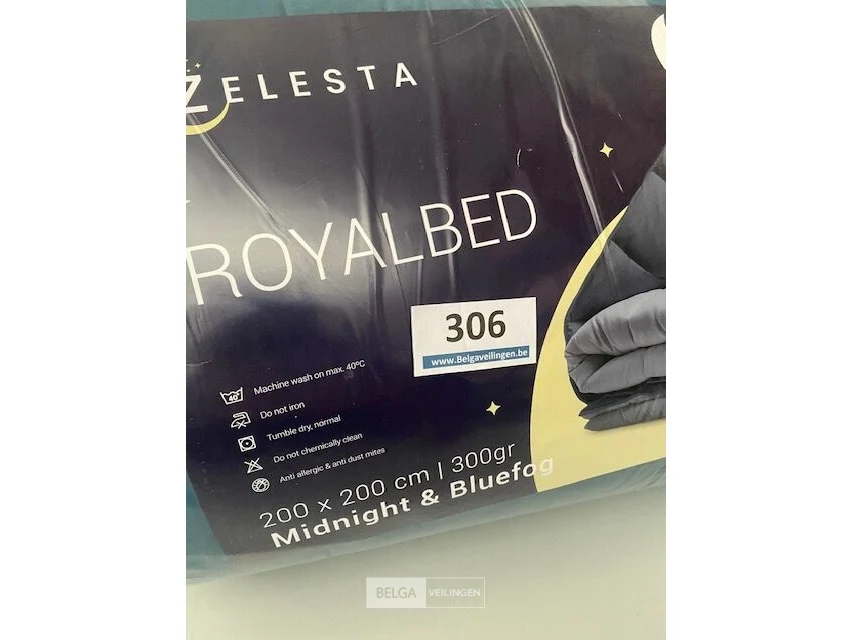 ZELESTA
ROYALBED
306
www.Belgaveilingen.be
40°
Machine wash on max. 40ºC
Do not iron
Tumble dry, normal
Do not chemically clean
Anti allergic & anti dust mites
200 x 200 cm | 300gr
Midnight & Bluefog
BELGA VEILINGEN